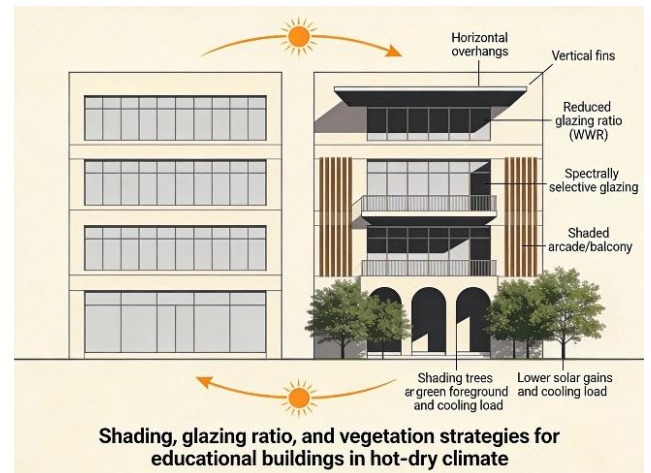 Horizontal
overhangs
Vertical fins
Reduced
glazing ratio
(WWR)
Spectrally
selective glazing
Shaded
arcade/balcony
Shading trees
argreen foreground
and cooling load
Lower solar gains
and cooling load
Shading, glazing ratio, and vegetation strategies for
educational buildings in hot-dry climate